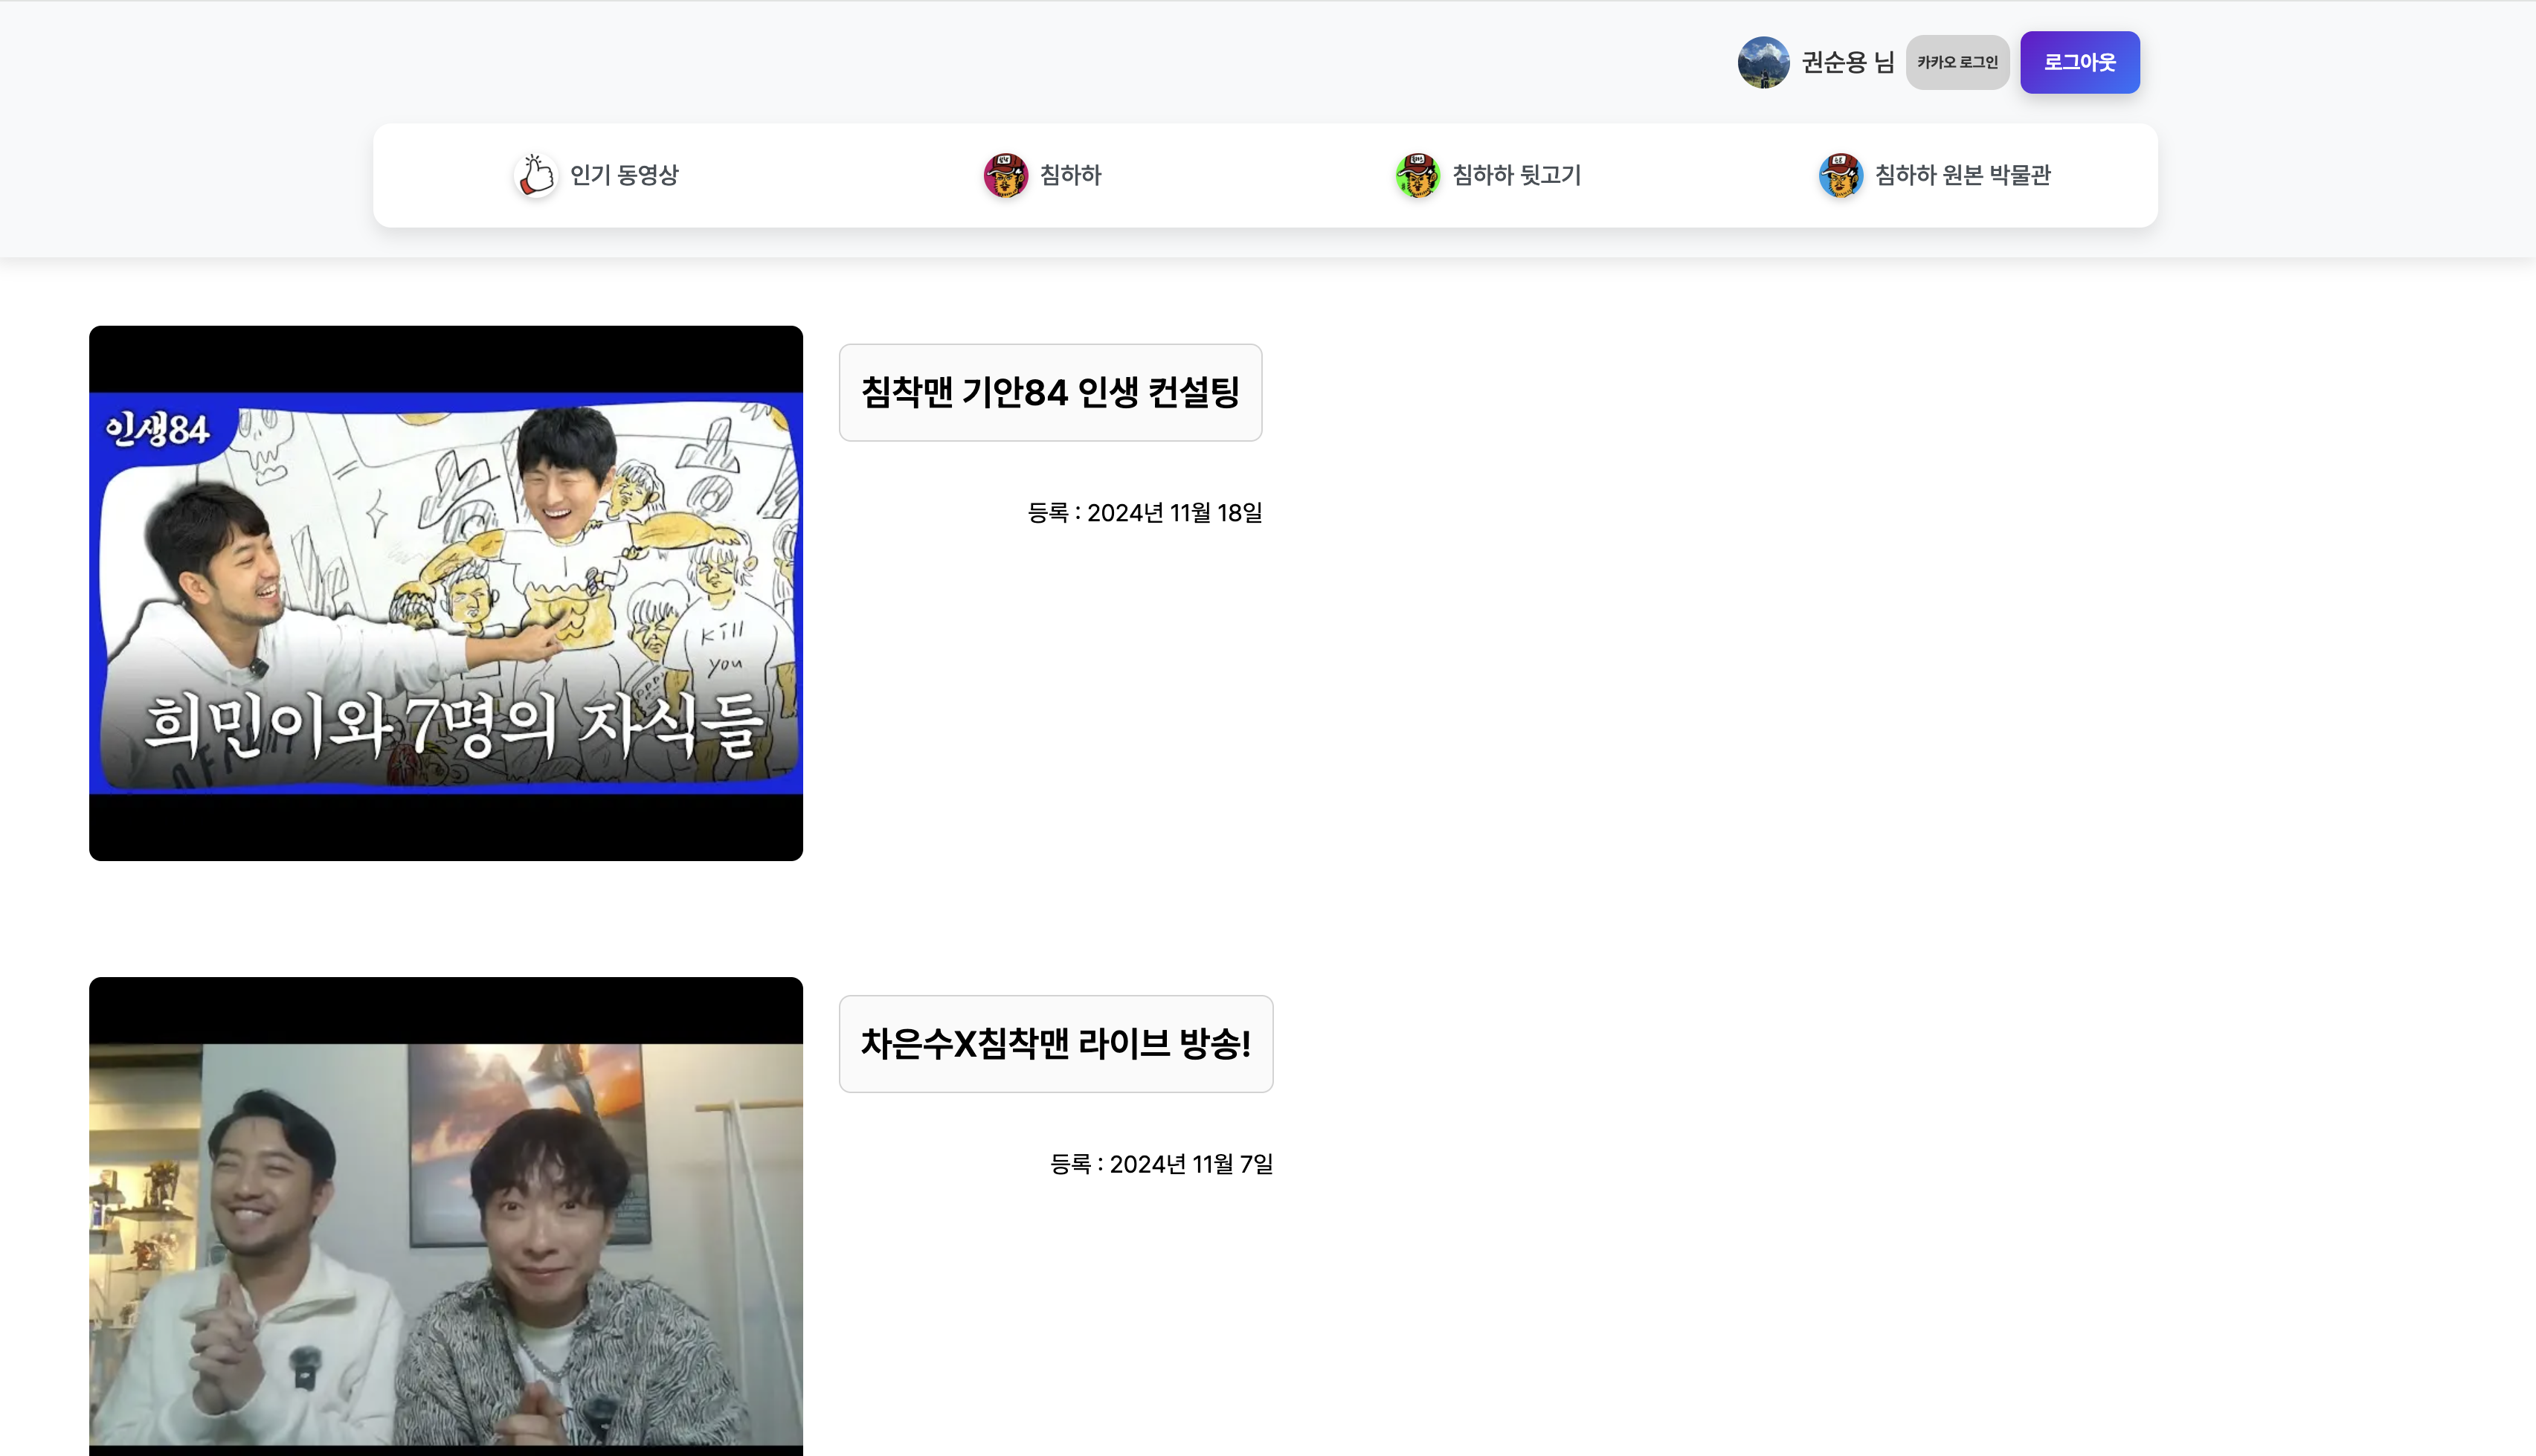 권순용 님
카카오 로그인
로그아웃
인기 동영상
침하하
침하하 뒷고기
침하하 원본 박물관
인생84
Kill
you
희민이와 7명의 자식들
침착맨 기안84 인생 컨설팅
등록 : 2024년 11월 18일
차은수X침착맨 라이브 방송!
등록 : 2024년 11월 7일